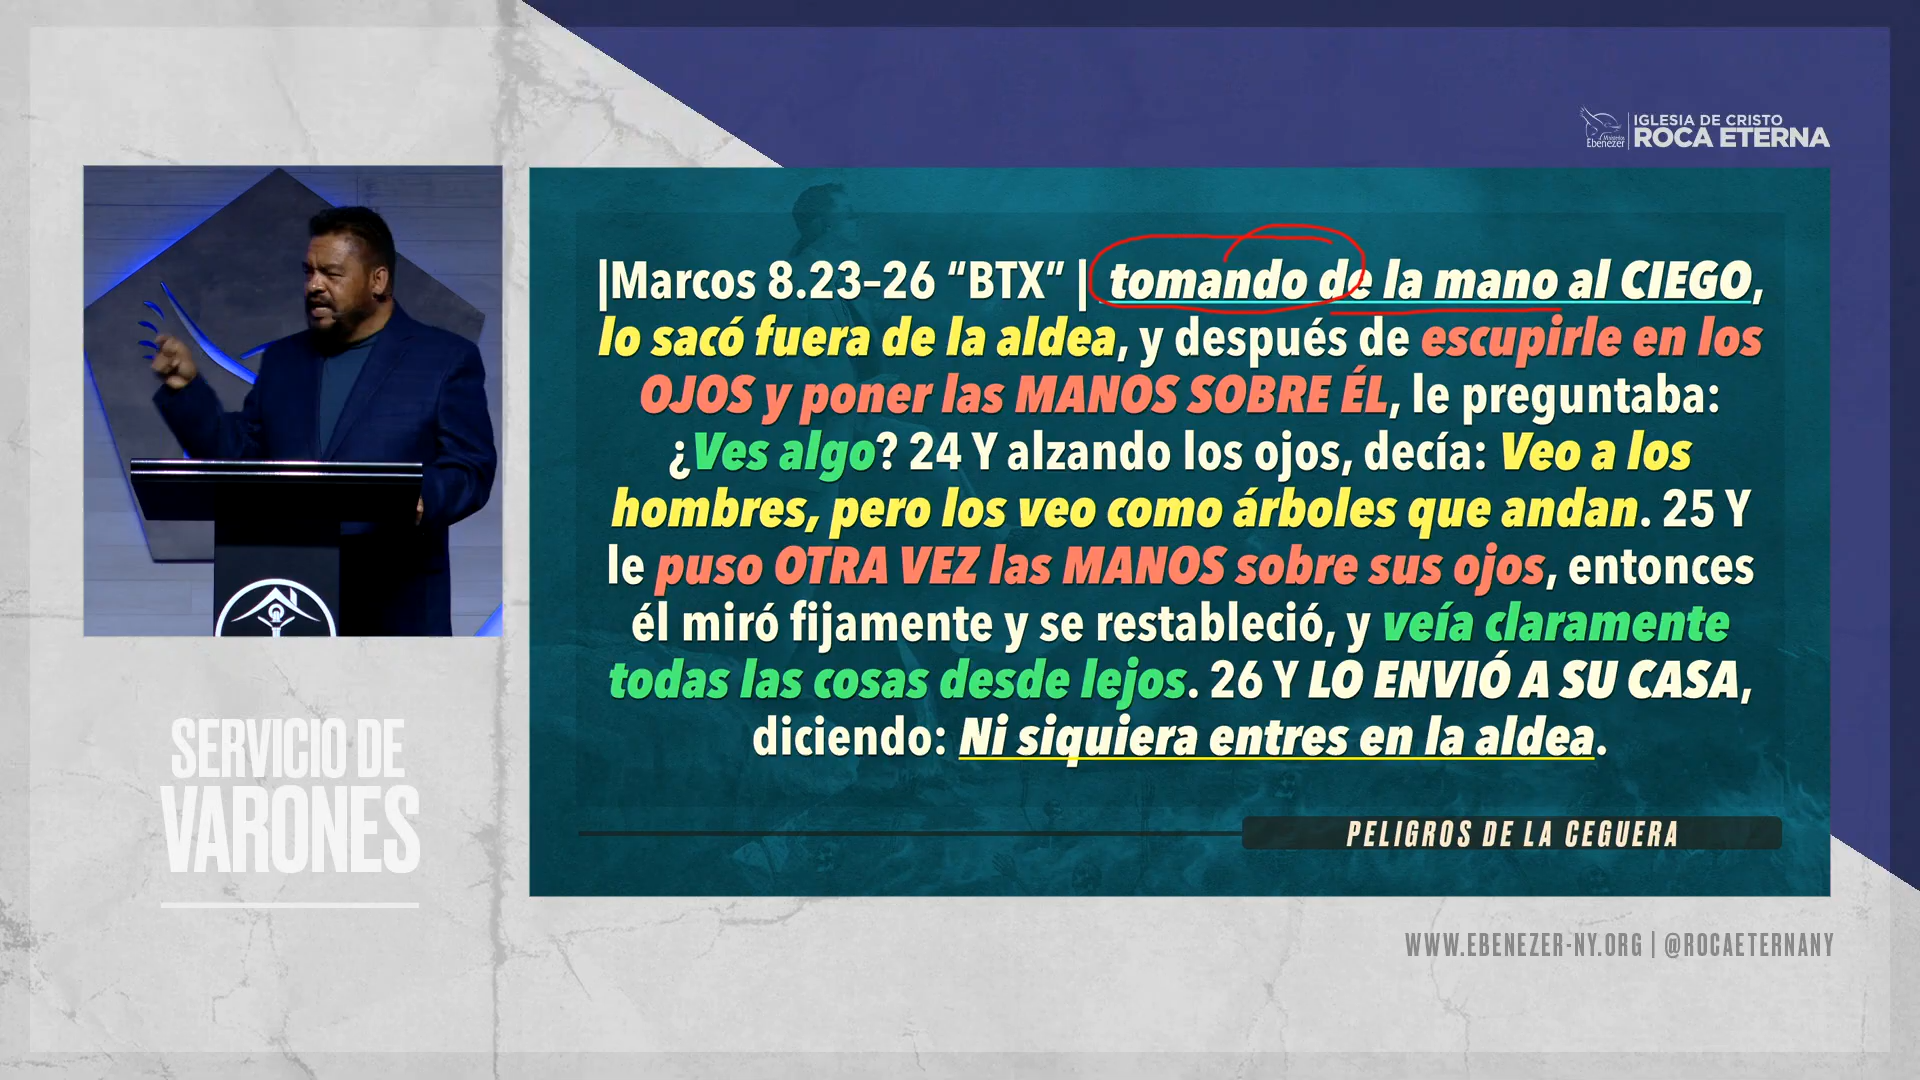 IGLESIA DE CRISTO
ROCA ETERNA
Ministerios
Ebenezer
|Marcos 8.23–26 “BTX” | tomando de la mano al CIEGO,
lo sacó fuera de la aldea, y después de escupirle en los
OJOS y poner las MANOS SOBRE ÉL, le preguntaba:
¿Ves algo? 24 Y alzando los ojos, decía: Veo a los
hombres, pero los veo como árboles que andan. 25 Y
le puso OTRA VEZ las MANOS sobre sus ojos, entonces
él miró fijamente y se restableció, y veía claramente
todas las cosas desde lejos. 26 Y LO ENVIÓ A SU CASA,
diciendo: Ni siquiera entres en la aldea.
PELIGROS DE LA CEGUERA
SERVICIO DE
VARONES
WWW.EBENEZER-NY.ORG | @ROCAETERNANY